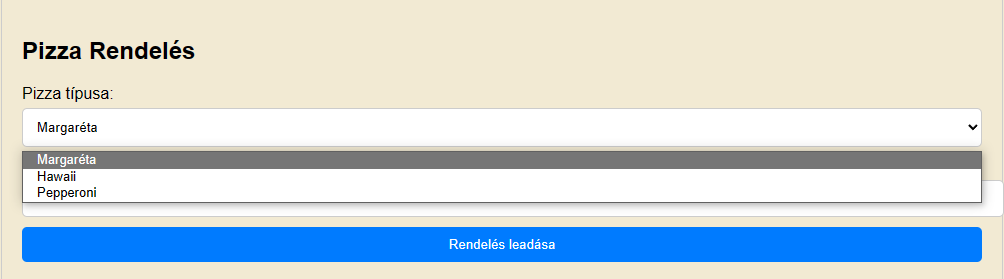 Pizza Rendelés
Pizza típusa:
Margaréta
Margaréta
Hawaii
Pepperoni
Rendelés leadása